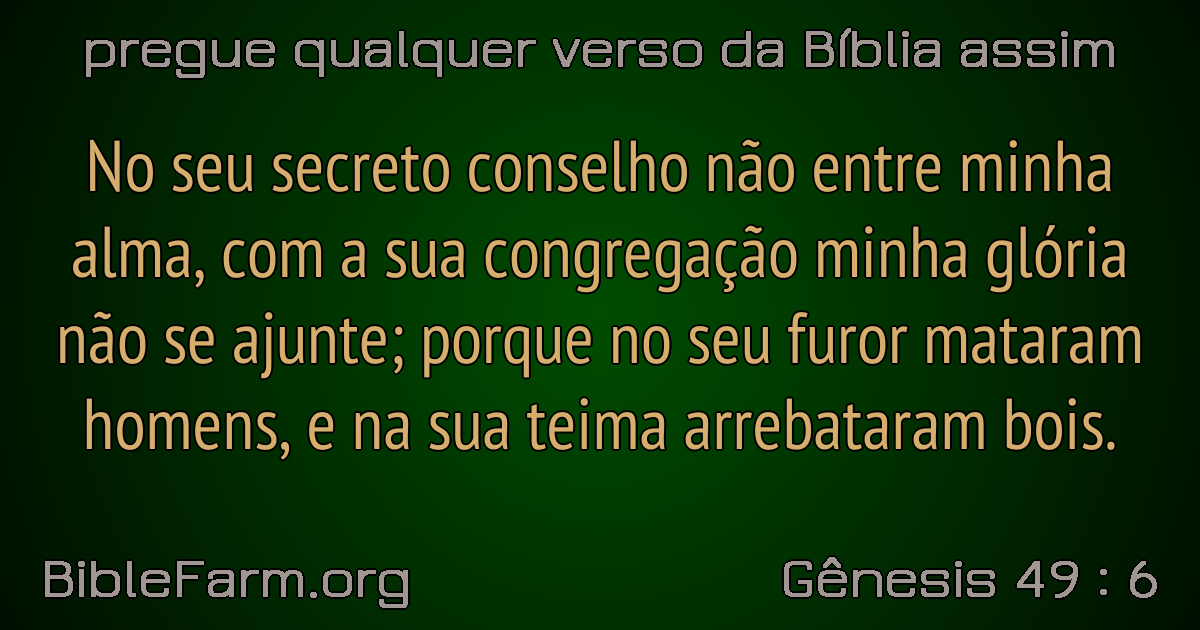 pregue qualquer verso da Bíblia assim
No seu secreto conselho não entre minha
alma, com a sua congregação minha glória
não se ajunte; porque no seu furor mataram
homens, e na sua teima arrebataram bois.
BibleFarm.org
Gênesis 49 : 6